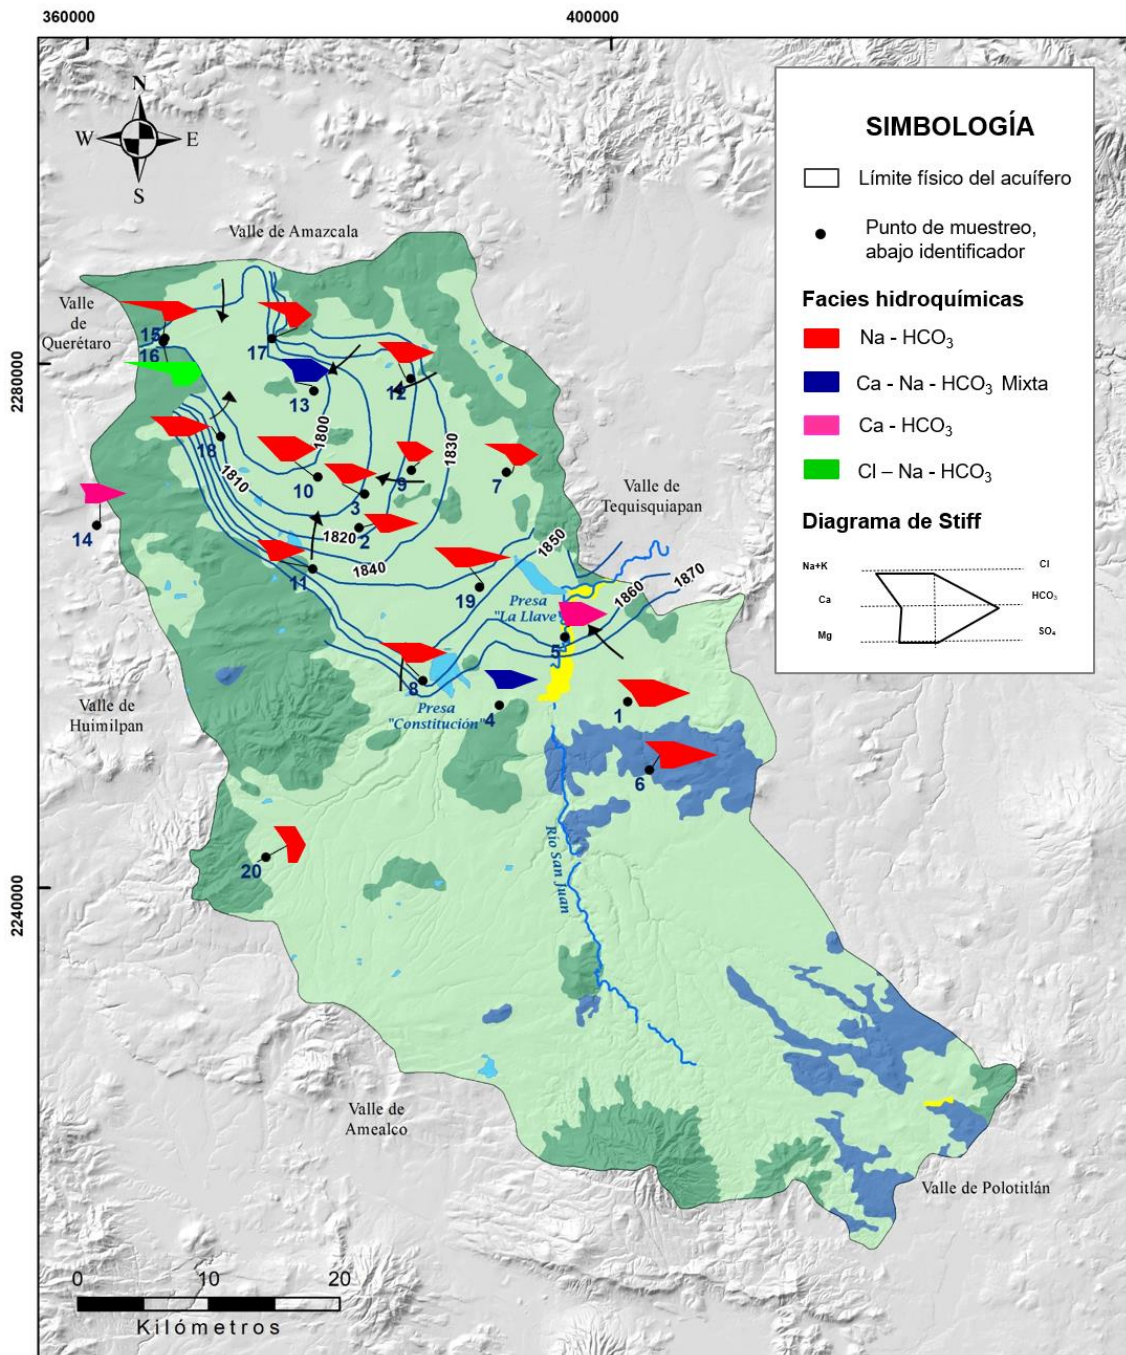 360000
400000
N
W
E
S
SIMBOLOGÍA
Límite físico del acuífero
Punto de muestreo,
abajo identificador
Facies hidroquímicas
Na - HCO₃
Ca - Na - HCO₃ Mixta
Ca - HCO₃
Cl – Na - HCO₃
Diagrama de Stiff
Na+K
Cl
Ca
HCO₃
Mg
SO₄
Valle de Amazcala
Valle
de
Querétaro
2280000
15
16
17
13
12
18
1800
1830
1810
10
9
7
3
Valle de
Tequisquiapan
14
2
1820
1840
11
1850
19
1860
1870
Presa
"La Llave"
5
8
Presa
"Constitución"
4
1
Valle de
Huimilpan
6
20
Río San Juan
2240000
Valle de
Amealco
Valle de Polotitlán
0
10
20
Kilómetros